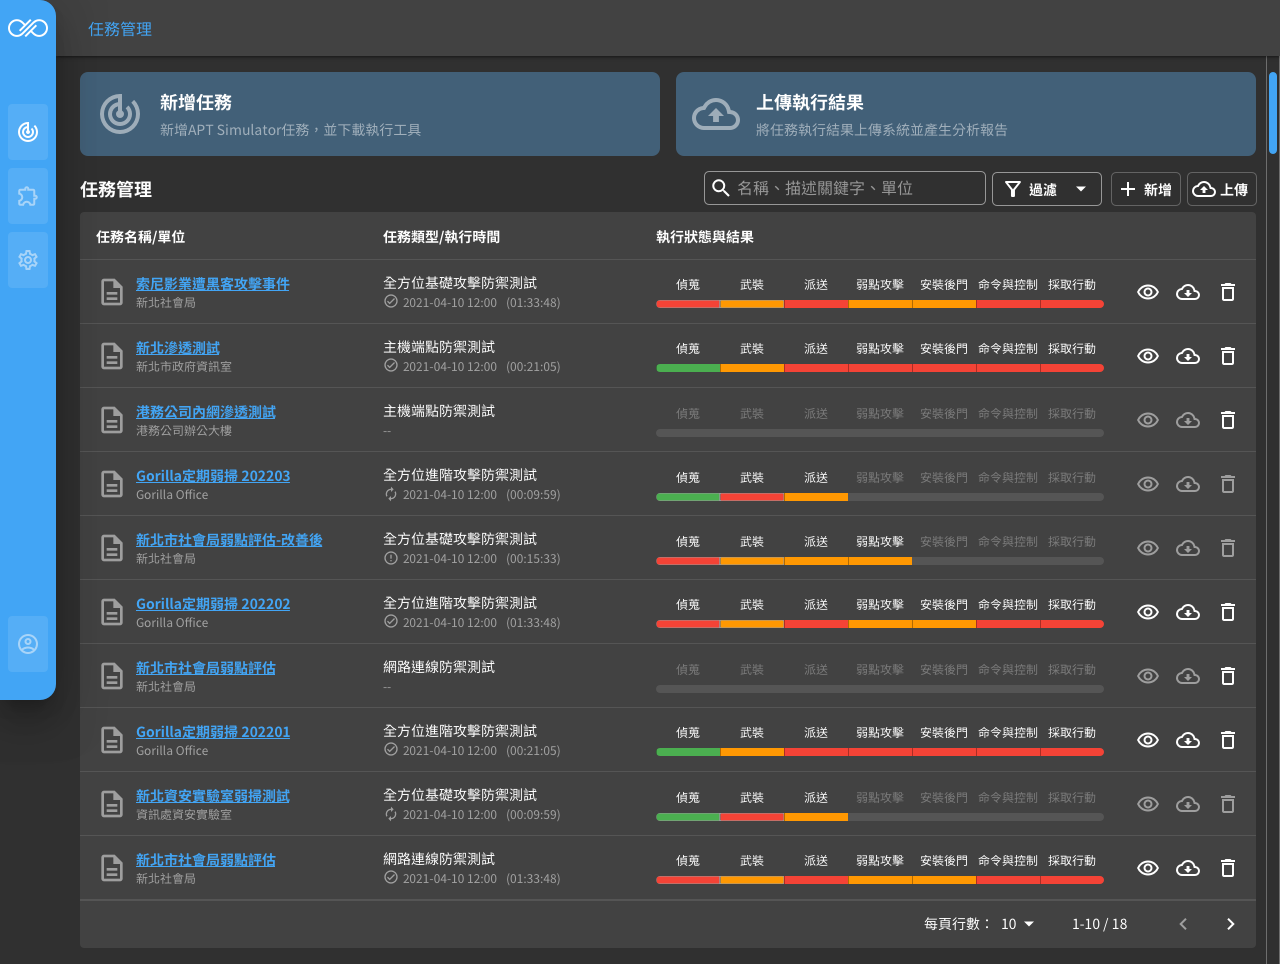 任務管理
新增任務
新增APT Simulator任務，並下載執行工具
上傳執行結果
將任務執行結果上傳系統並產生分析報告
任務管理
名稱、描述關鍵字、單位
過濾
新增
上傳
任務名稱/單位 任務類型/執行時間 執行狀態與結果
索尼影業遭黑客攻擊事件 全方位基礎攻擊防禦測試 偵蒐 武裝 派送 弱點攻擊 安裝後門 命令與控制 採取行動
新北社會局 2021-04-10 12:00 (01:33:48)
新北滲透測試 主機端點防禦測試 偵蒐 武裝 派送 弱點攻擊 安裝後門 命令與控制 採取行動
新北市政府資訊室 2021-04-10 12:00 (00:21:05)
港務公司內網滲透測試 主機端點防禦測試 偵蒐 武裝 派送 弱點攻擊 安裝後門 命令與控制 採取行動
港務公司辦公大樓 --
Gorilla定期弱掃 202203 全方位進階攻擊防禦測試 偵蒐 武裝 派送 弱點攻擊 安裝後門 命令與控制 採取行動
Gorilla Office 2021-04-10 12:00 (00:09:59)
新北市社會局弱點評估-改善後 全方位基礎攻擊防禦測試 偵蒐 武裝 派送 弱點攻擊 安裝後門 命令與控制 採取行動
新北社會局 2021-04-10 12:00 (00:15:33)
Gorilla定期弱掃 202202 全方位進階攻擊防禦測試 偵蒐 武裝 派送 弱點攻擊 安裝後門 命令與控制 採取行動
Gorilla Office 2021-04-10 12:00 (01:33:48)
新北市社會局弱點評估 網路連線防禦測試 偵蒐 武裝 派送 弱點攻擊 安裝後門 命令與控制 採取行動
新北社會局 --
Gorilla定期弱掃 202201 全方位進階攻擊防禦測試 偵蒐 武裝 派送 弱點攻擊 安裝後門 命令與控制 採取行動
Gorilla Office 2021-04-10 12:00 (00:21:05)
新北資安實驗室弱掃測試 全方位基礎攻擊防禦測試 偵蒐 武裝 派送 弱點攻擊 安裝後門 命令與控制 採取行動
資訊處資安實驗室 2021-04-10 12:00 (00:09:59)
新北市社會局弱點評估 網路連線防禦測試 偵蒐 武裝 派送 弱點攻擊 安裝後門 命令與控制 採取行動
新北社會局 2021-04-10 12:00 (01:33:48)
每頁行數： 10 1-10 / 18